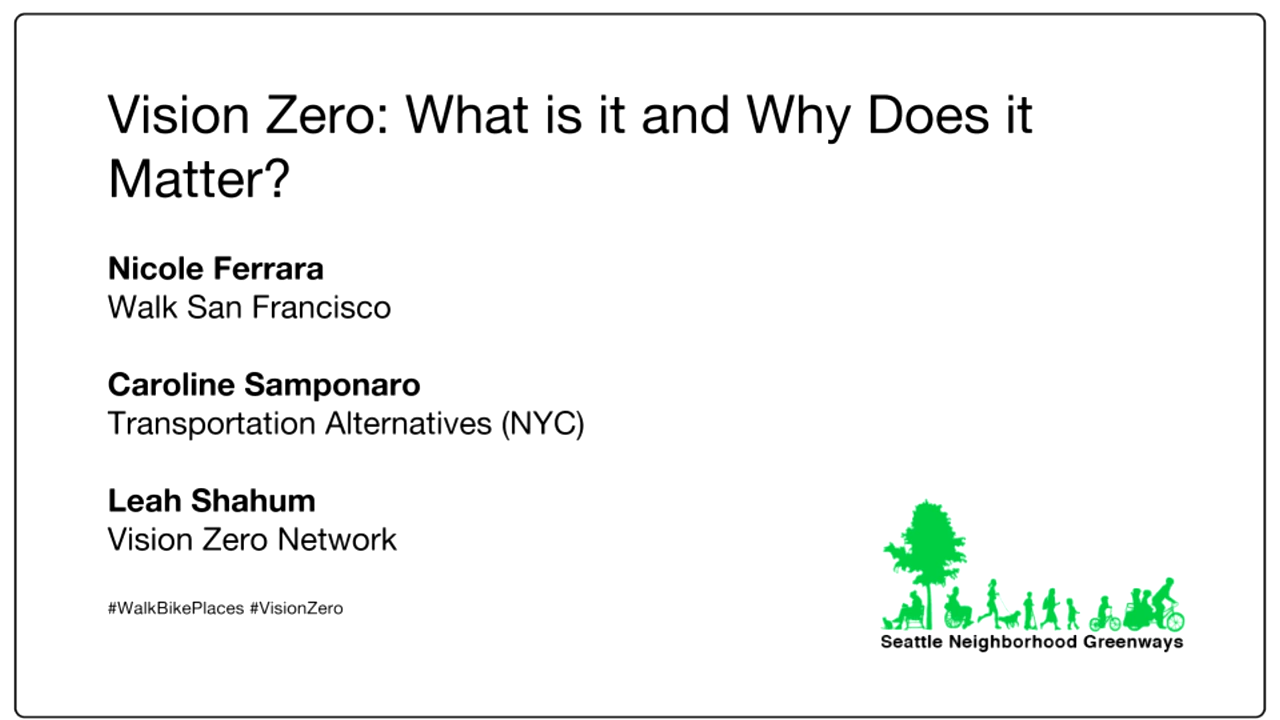 Vision Zero: What is it and Why Does it
Matter?
Nicole Ferrara
Walk San Francisco
Caroline Samponaro
Transportation Alternatives (NYC)
Leah Shahum
Vision Zero Network
#WalkBikePlaces #VisionZero
Seattle Neighborhood Greenways